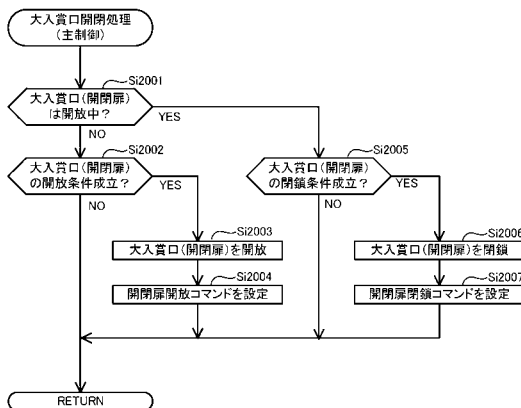 大入賞口開閉処理
(主制御)
Si2001
大入賞口(開閉扉)
は開放中?
YES
NO
Si2002
大入賞口(開閉扉)
の開放条件成立?
YES
NO
Si2005
大入賞口(開閉扉)
の閉鎖条件成立?
YES
NO
Si2003
大入賞口(開閉扉)を開放
Si2004
開閉扉開放コマンドを設定
Si2006
大入賞口(開閉扉)を閉鎖
Si2007
開閉扉閉鎖コマンドを設定
RETURN